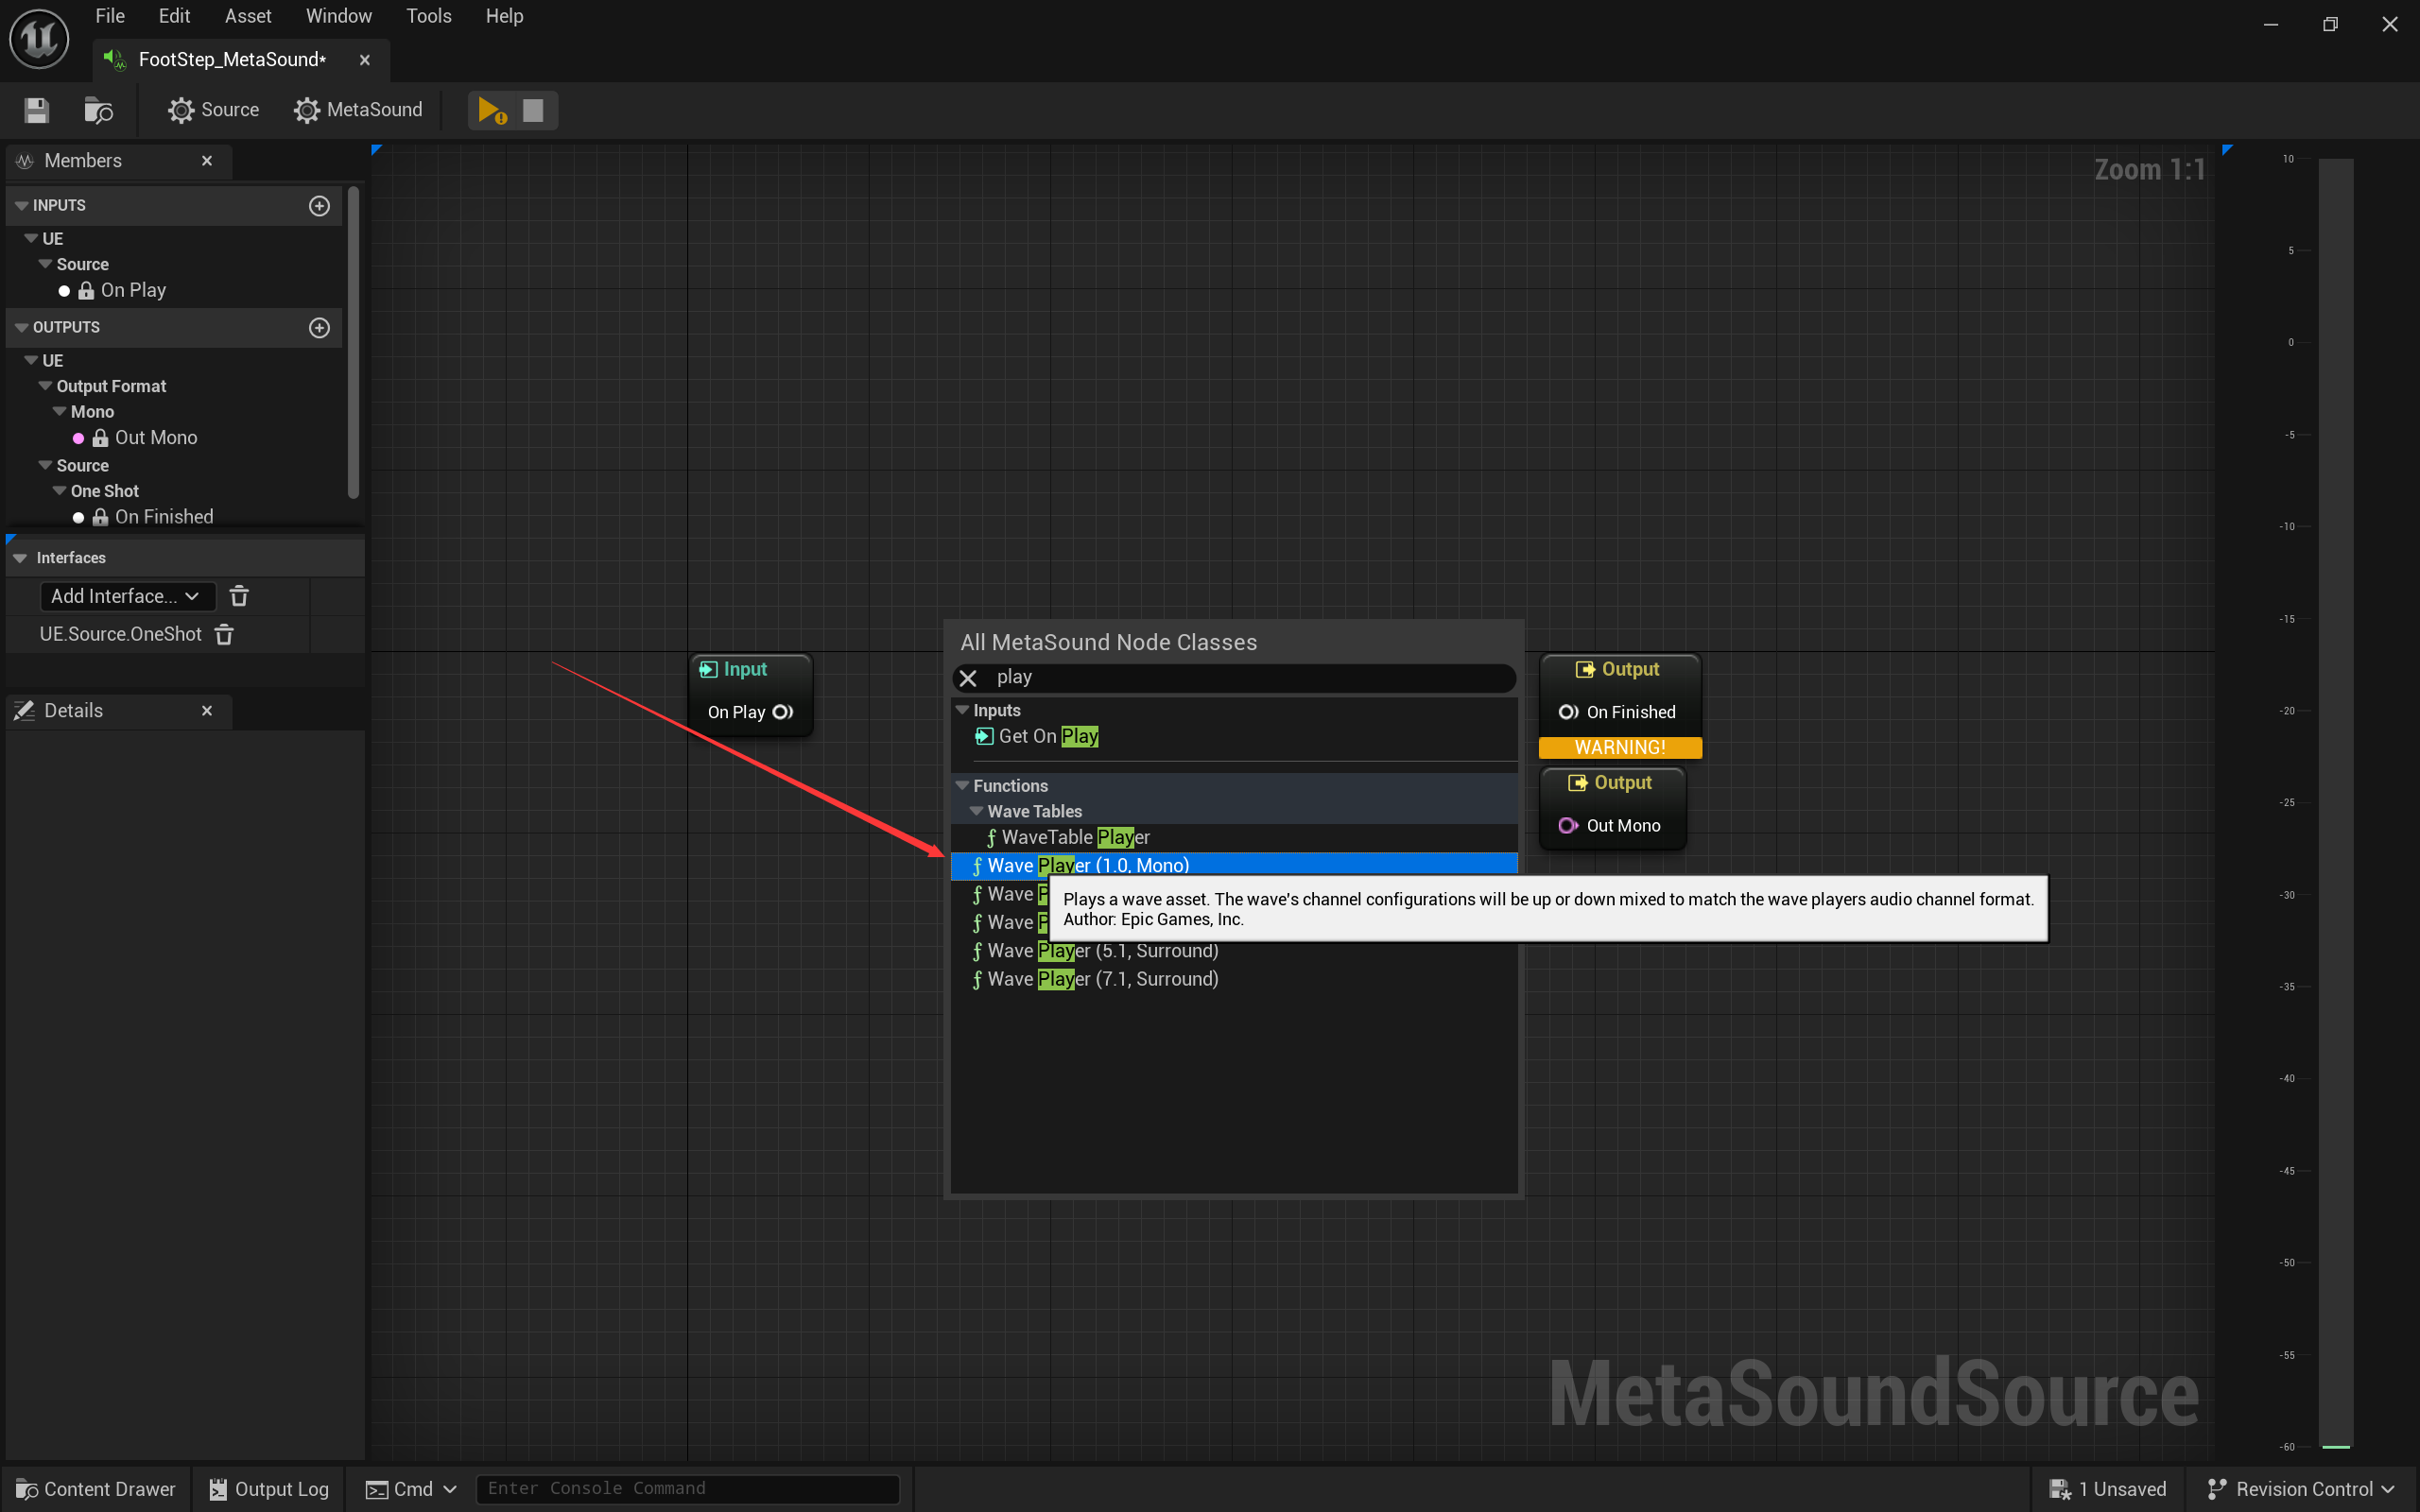 File Edit Asset Window Tools Help
FootStep_MetaSound*
Source MetaSound
Members
INPUTS
UE
Source
On Play
OUTPUTS
UE
Output Format
Mono
Out Mono
Source
One Shot
On Finished
Interfaces
Add Interface...
UE.Source.OneShot
Details
Zoom 1:1
Input
On Play
All MetaSound Node Classes
play
Inputs
Get On Play
Functions
Wave Tables
WaveTable Player
Wave Player (1.0, Mono)
Wave P
Wave P
Wave Player (5.1, Surround)
Wave Player (7.1, Surround)
Plays a wave asset. The wave's channel configurations will be up or down mixed to match the wave players audio channel format.
Author: Epic Games, Inc.
Output
On Finished
WARNING!
Output
Out Mono
MetaSoundSource
10
5
0
-5
-10
-15
-20
-25
-30
-35
-40
-45
-50
-55
-60
Content Drawer Output Log Cmd Enter Console Command 1 Unsaved Revision Control